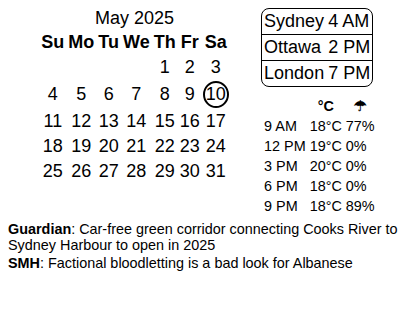 May 2025
Su Mo Tu We Th Fr Sa
1 2 3
4 5 6 7 8 9 10
11 12 13 14 15 16 17
18 19 20 21 22 23 24
25 26 27 28 29 30 31
Sydney 4 AM
Ottawa 2 PM
London 7 PM
°C ☂
9 AM 18°C 77%
12 PM 19°C 0%
3 PM 20°C 0%
6 PM 18°C 0%
9 PM 18°C 89%
Guardian: Car-free green corridor connecting Cooks River to
Sydney Harbour to open in 2025
SMH: Factional bloodletting is a bad look for Albanese